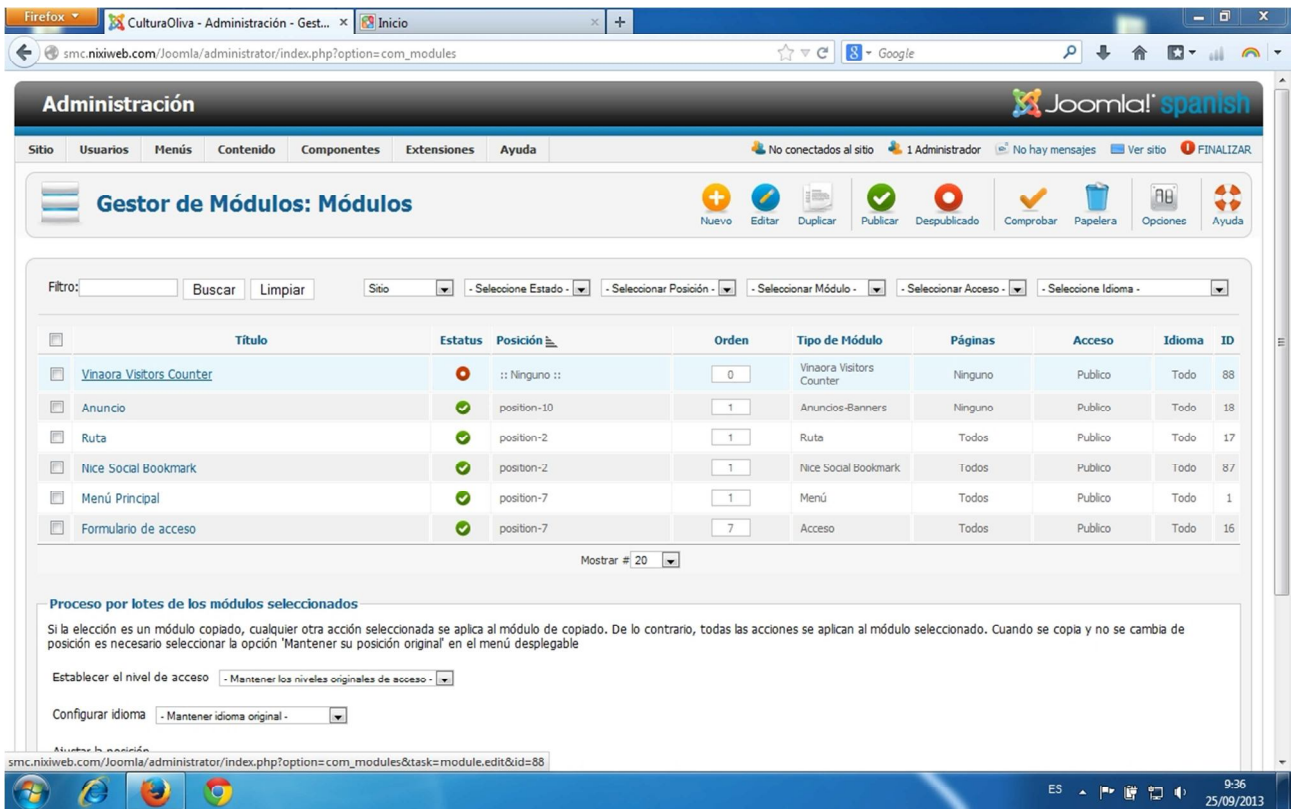 Firefox
CulturaOliva - Administración - Gest... ×
Inicio ×
+
smc.nixiweb.com/Joomla/administrator/index.php?option=com_modules
8 Google
Administración
Joomla!® spanish
Sitio Usuarios Menús Contenido Componentes Extensiones Ayuda
No conectados al sitio 1 Administrador No hay mensajes Ver sitio FINALIZAR
Gestor de Módulos: Módulos
Nuevo Editar Duplicar Publicar Despublicado Comprobar Papelera Opciones Ayuda
Filtro: Buscar Limpiar Sitio - Seleccione Estado - - Seleccionar Posición - - Seleccionar Módulo - - Seleccionar Acceso - - Seleccione Idioma -
Título Estatus Posición Orden Tipo de Módulo Páginas Acceso Idioma ID
Vinaora Visitors Counter :: Ninguno :: 0 Vinaora Visitors Counter Ninguno Publico Todo 88
Anuncio position-10 1 Anuncios-Banners Ninguno Publico Todo 18
Ruta position-2 1 Ruta Todos Publico Todo 17
Nice Social Bookmark position-2 1 Nice Social Bookmark Todos Publico Todo 87
Menú Principal position-7 1 Menú Todos Publico Todo 1
Formulario de acceso position-7 7 Acceso Todos Publico Todo 16
Mostrar # 20
Proceso por lotes de los módulos seleccionados
Si la elección es un módulo copiado, cualquier otra acción seleccionada se aplica al módulo de copiado. De lo contrario, todas las acciones se aplican al módulo seleccionado. Cuando se copia y no se cambia de
posición es necesario seleccionar la opción 'Mantener su posición original' en el menú desplegable
Establecer el nivel de acceso - Mantener los niveles originales de acceso -
Configurar idioma - Mantener idioma original -
Ajustar la posición
smc.nixiweb.com/Joomla/administrator/index.php?option=com_modules&task=module.edit&id=88
ES
9:36
25/09/2013